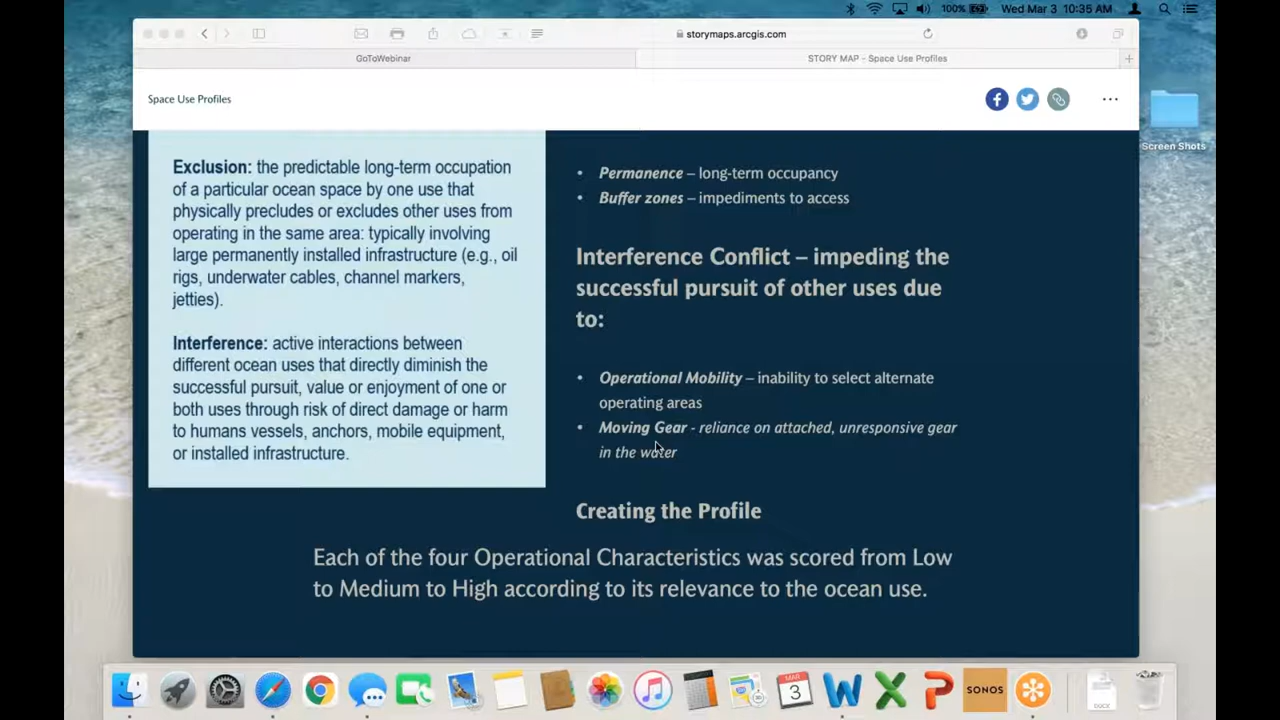 100%
Wed Mar 3 10:35 AM
storymaps.arcgis.com
GoToWebinar
STORY MAP - Space Use Profiles
Space Use Profiles
Screen Shots
Exclusion: the predictable long-term occupation
of a particular ocean space by one use that
physically precludes or excludes other uses from
operating in the same area: typically involving
large permanently installed infrastructure (e.g., oil
rigs, underwater cables, channel markers,
jetties).
Interference: active interactions between
different ocean uses that directly diminish the
successful pursuit, value or enjoyment of one or
both uses through risk of direct damage or harm
to humans vessels, anchors, mobile equipment,
or installed infrastructure.
• Permanence – long-term occupancy
• Buffer zones – impediments to access
Interference Conflict – impeding the
successful pursuit of other uses due
to:
• Operational Mobility – inability to select alternate
operating areas
• Moving Gear - reliance on attached, unresponsive gear
in the water
Creating the Profile
Each of the four Operational Characteristics was scored from Low
to Medium to High according to its relevance to the ocean use.
MAR
3
SONOS
DOCX